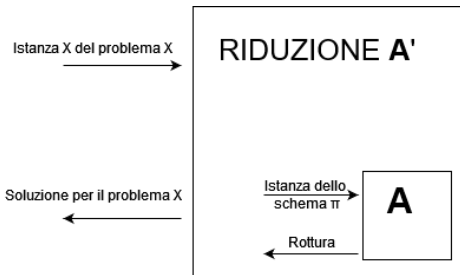 Istanza X del problema X
RIDUZIONE A'
Soluzione per il problema X
Istanza dello
schema π
A
Rottura